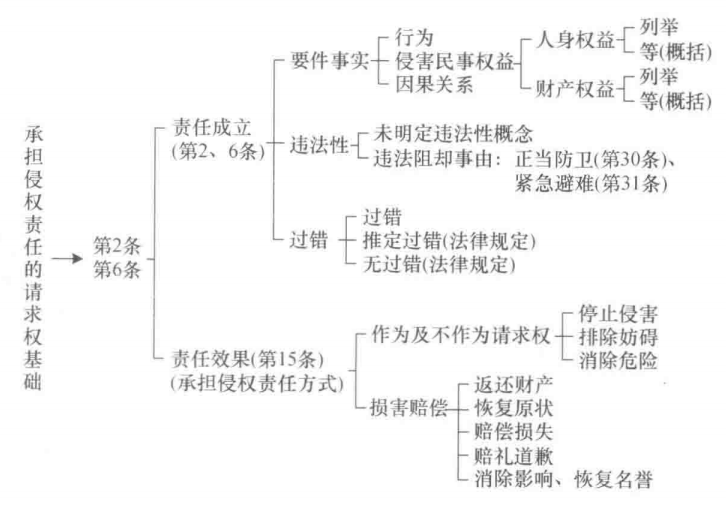 承担侵权责任的请求权基础
第2条
第6条
责任成立
(第2、6条)
要件事实
行为
侵害民事权益
人身权益
列举
等(概括)
财产权益
列举
等(概括)
因果关系
违法性
未明定违法性概念
违法阻却事由：正当防卫(第30条)、
紧急避难(第31条)
过错
过错
推定过错(法律规定)
无过错(法律规定)
责任效果(第15条)
(承担侵权责任方式)
作为及不作为请求权
停止侵害
排除妨碍
消除危险
损害赔偿
返还财产
恢复原状
赔偿损失
赔礼道歉
消除影响、恢复名誉